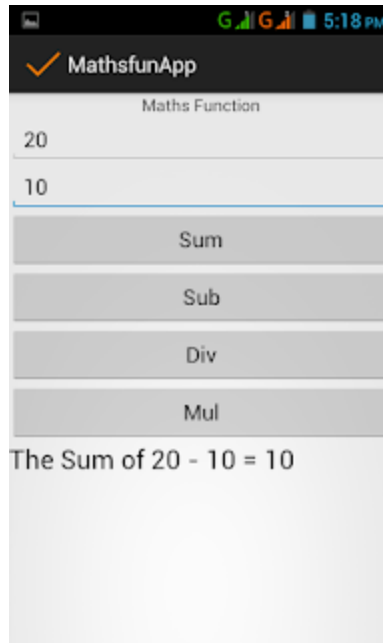 G G 5:18 PM
MathsfunApp
Maths Function
20
10
Sum
Sub
Div
Mul
The Sum of 20 - 10 = 10